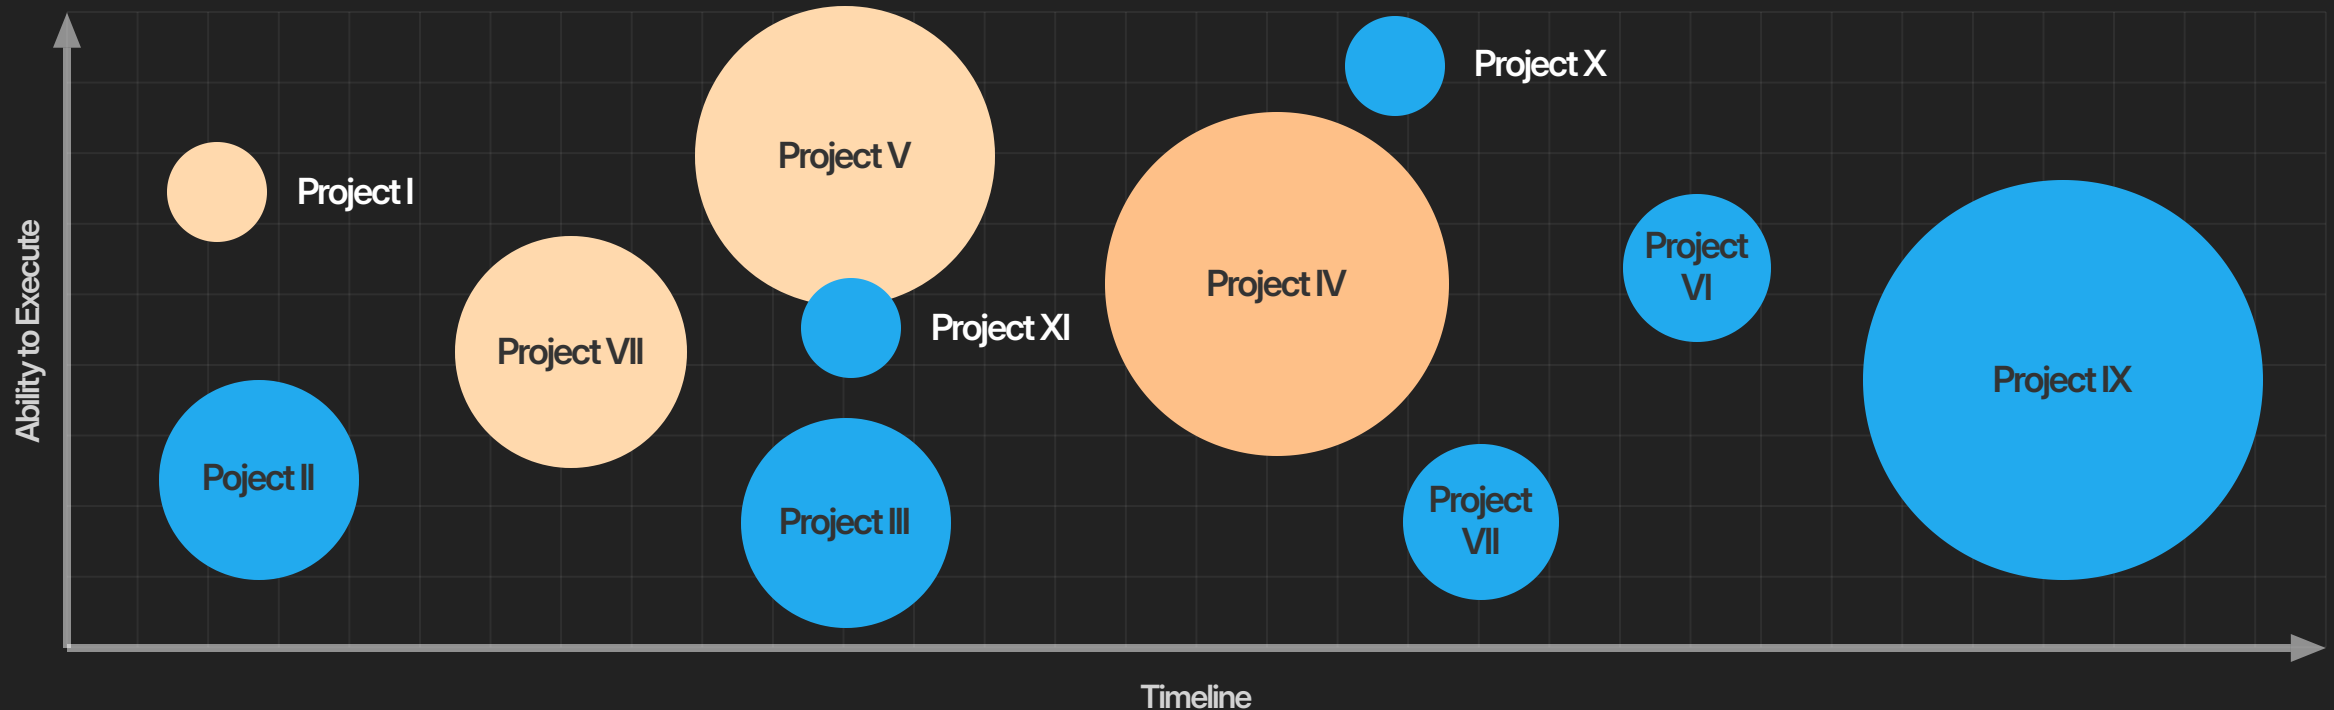 Project X
Project V
Project I
Project
VI
Project IV
Project XI
Ability to Execute
Project VII
Project IX
Poject II
Project III
Project
VII
Timeline